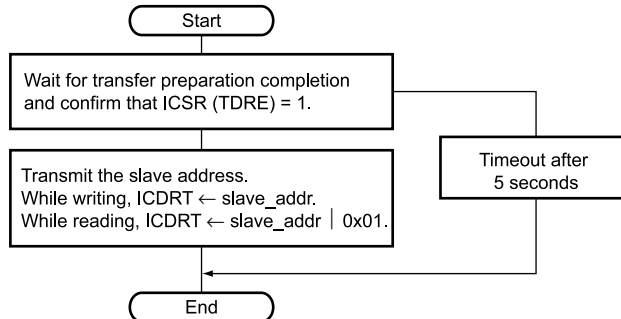 Start
Wait for transfer preparation completion
and confirm that ICSR (TDRE) = 1.
Timeout after
5 seconds
Transmit the slave address.
While writing, ICDRT ← slave_addr.
While reading, ICDRT ← slave_addr | 0x01.
End